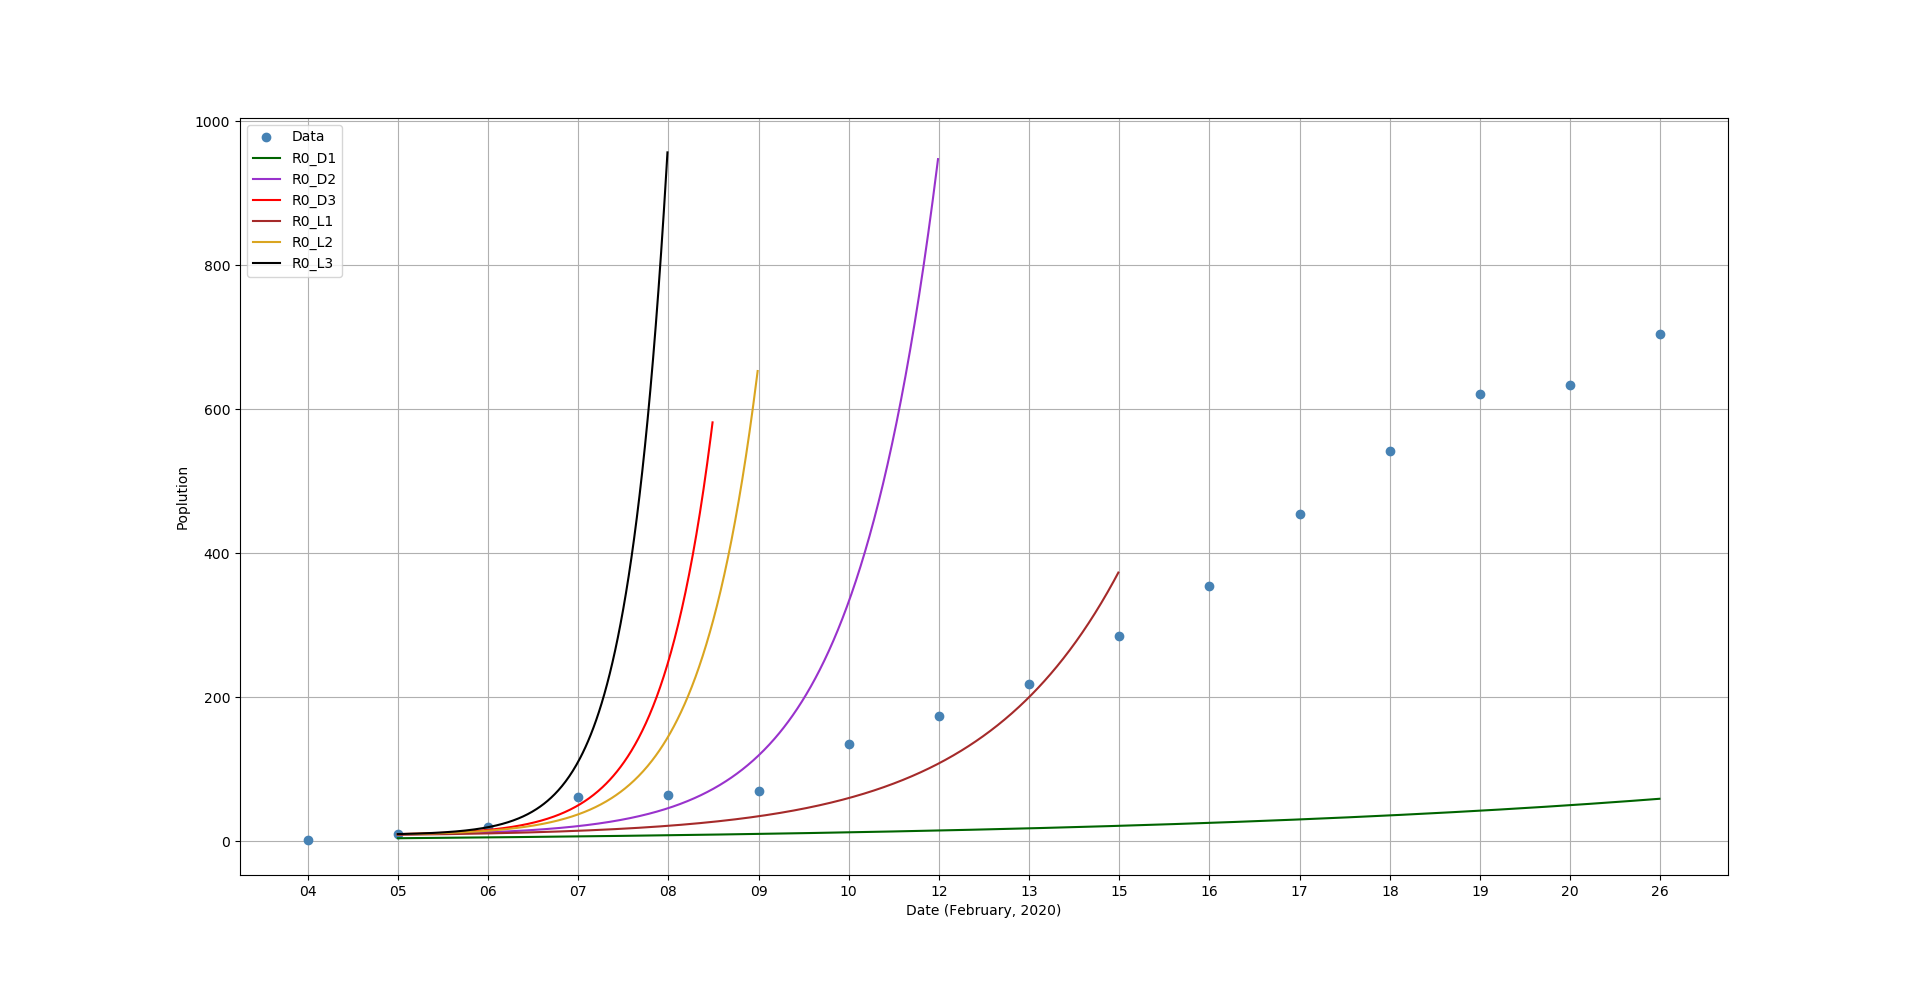 1000
800
600
400
200
0
Poplution
Data
R0_D1
R0_D2
R0_D3
R0_L1
R0_L2
R0_L3
04 05 06 07 08 09 10 12 13 15 16 17 18 19 20 26
Date (February, 2020)